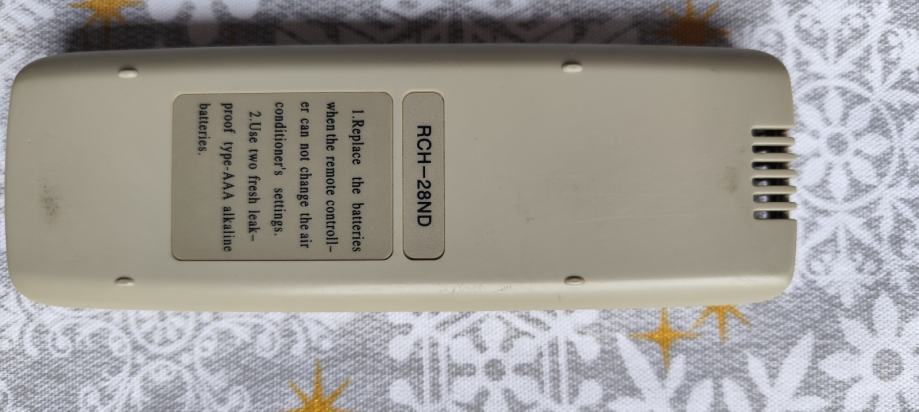 RCH-28ND
1.Replace the batteries
when the remote controll-
er can not change the air
conditioner's settings.
2.Use two fresh leak-
proof type-AAA alkaline
batteries.